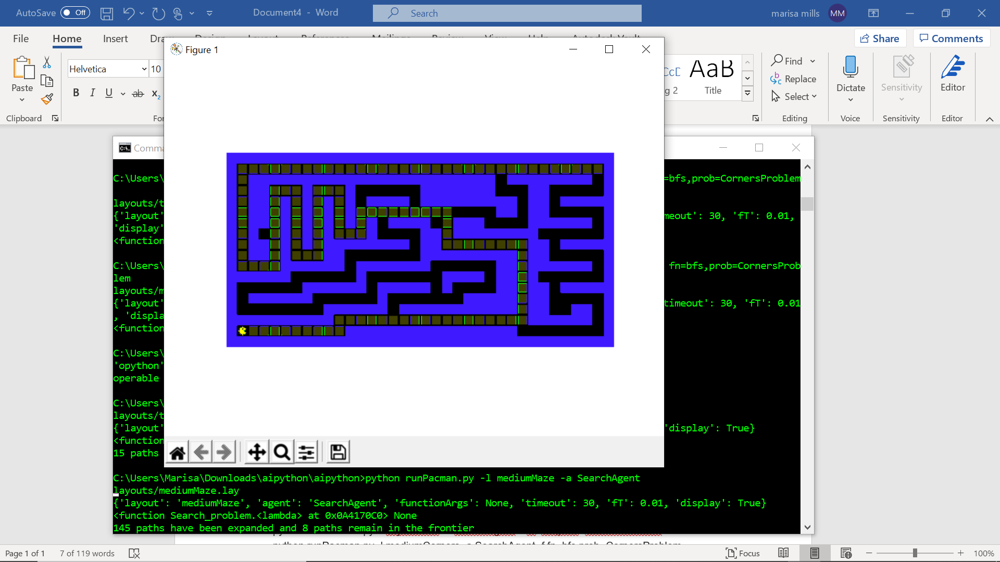 AutoSave Off Document4 - Word Search marisa mills MM
File Home Insert Share Comments
Figure 1
Helvetica 10
Paste
B I U ab x2
Clipboard
AaB
g 2 Title
Find
Replace
Select
Editing
Dictate
Voice
Sensitivity
Sensitivity
Editor
Editor
Comma
C:\Users\ =bfs,prob=CornersProblem
layouts/t
{'layout' meout': 30, 'fT': 0.01,
'display'
<function
C:\Users\ fn=bfs,prob=CornersProb
lem
layouts/m
{'layout' timeout': 30, 'fT': 0.01
, 'displa
<function
C:\Users\
'opython'
operable
C:\Users\
layouts/t
{'layout' 'display': True}
<function
15 paths
C:\Users\Marisa\Downloads\aipython\aipython>python runPacman.py -l mediumMaze -a SearchAgent
layouts/mediumMaze.lay
{'layout': 'mediumMaze', 'agent': 'SearchAgent', 'functionArgs': None, 'timeout': 30, 'fT': 0.01, 'display': True}
<function Search_problem.<lambda> at 0x0A4170C0> None
145 paths have been expanded and 8 paths remain in the frontier
Page 1 of 1 7 of 119 words Focus 100%